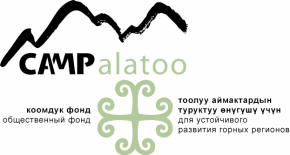 CAMP alatoo
коомдук фонд
общественный фонд
тоолуу аймактардын
туруктуу өнүгүшү үчүн
для устойчивого
развития горных регионов